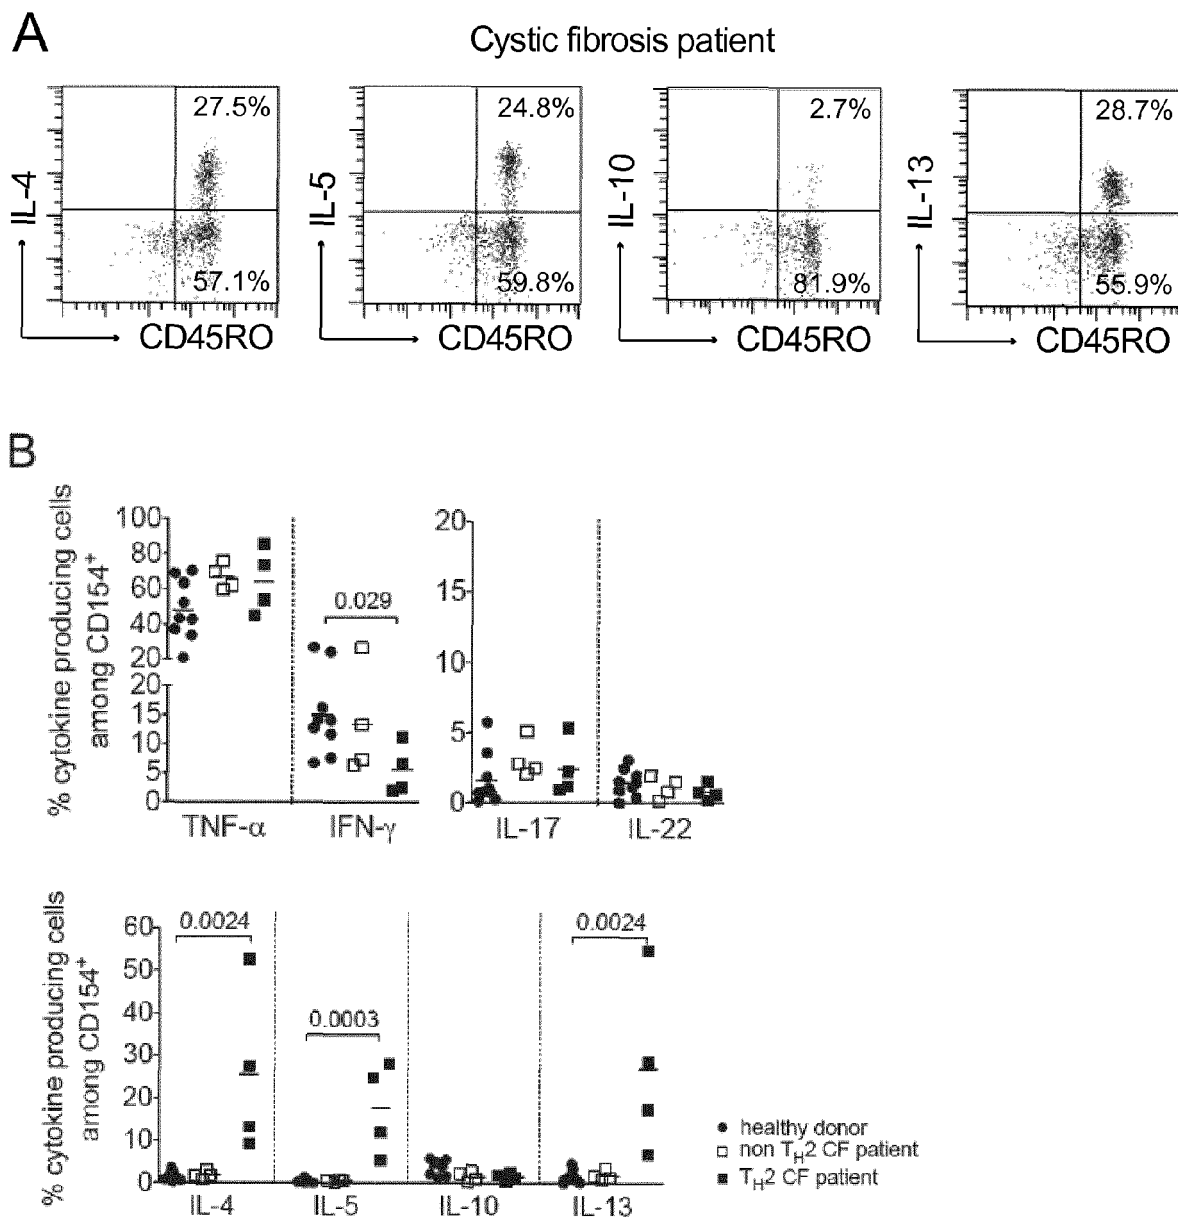 A
Cystic fibrosis patient
IL-4
27.5%
57.1%
CD45RO
IL-5
24.8%
59.8%
CD45RO
IL-10
2.7%
81.9%
CD45RO
IL-13
28.7%
55.9%
CD45RO
B
% cytokine producing cells
among CD154+
100
80
60
40
20
20
15
10
5
0
0.029
TNF-α
IFN-γ
20
15
10
5
0
IL-17
IL-22
% cytokine producing cells
among CD154+
60
50
40
30
20
10
0
0.0024
0.0003
0.0024
IL-4
IL-5
IL-10
IL-13
healthy donor
non TH2 CF patient
TH2 CF patient